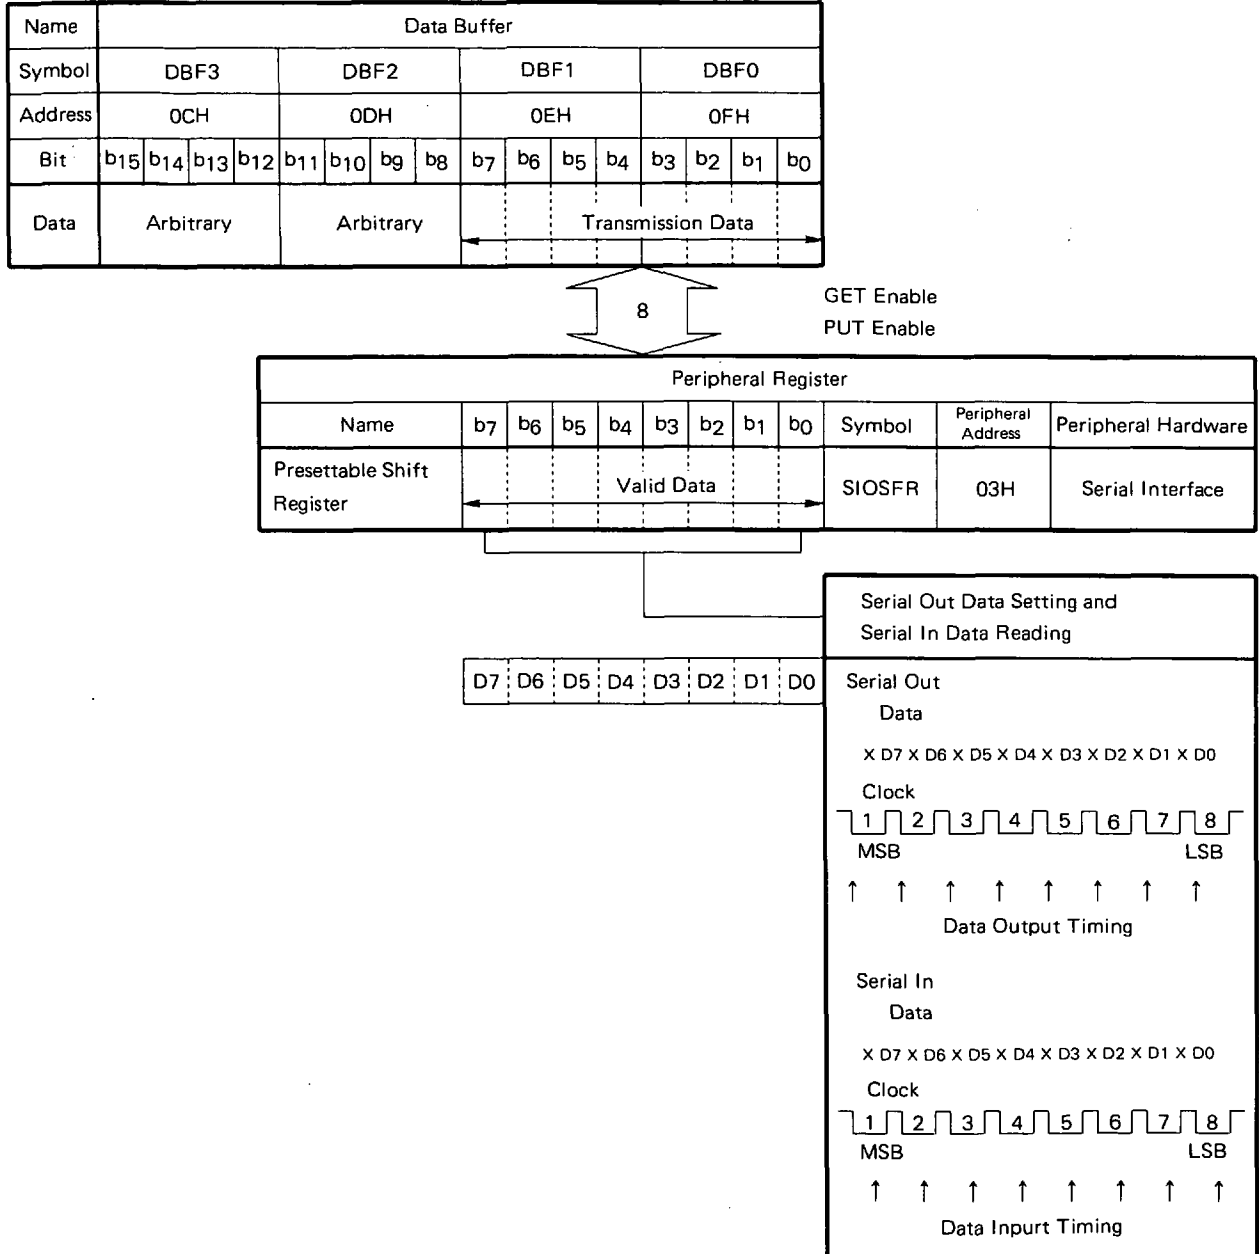 Name Data Buffer
Symbol DBF3 DBF2 DBF1 DBF0
Address 0CH 0DH 0EH 0FH
Bit b15 b14 b13 b12 b11 b10 b9 b8 b7 b6 b5 b4 b3 b2 b1 b0
Data Arbitrary Arbitrary Transmission Data
8
GET Enable
PUT Enable
Peripheral Register
Name b7 b6 b5 b4 b3 b2 b1 b0 Symbol Peripheral Address Peripheral Hardware
Presettable Shift
Register
Valid Data SIOSFR 03H Serial Interface
Serial Out Data Setting and
Serial In Data Reading
D7 D6 D5 D4 D3 D2 D1 D0
Serial Out
Data
X D7 X D6 X D5 X D4 X D3 X D2 X D1 X D0
Clock
1 2 3 4 5 6 7 8
MSB LSB
Data Output Timing
Serial In
Data
X D7 X D6 X D5 X D4 X D3 X D2 X D1 X D0
Clock
1 2 3 4 5 6 7 8
MSB LSB
Data Inpurt Timing